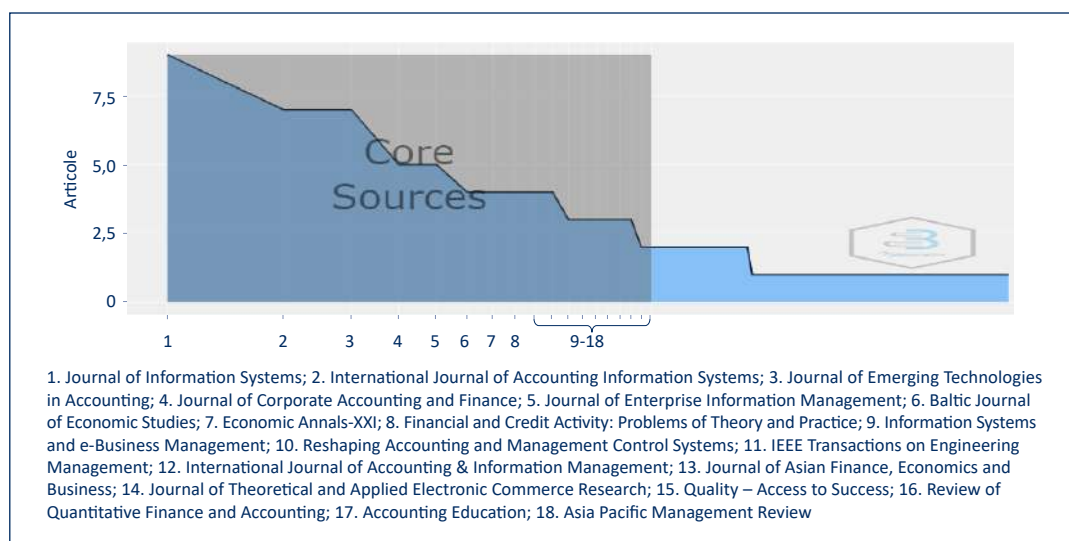 7,5
5,0
2,5
0
Articole
Core
Sources
1 2 3 4 5 6 7 8 9-18
1. Journal of Information Systems; 2. International Journal of Accounting Information Systems; 3. Journal of Emerging Technologies
in Accounting; 4. Journal of Corporate Accounting and Finance; 5. Journal of Enterprise Information Management; 6. Baltic Journal
of Economic Studies; 7. Economic Annals-XXI; 8. Financial and Credit Activity: Problems of Theory and Practice; 9. Information Systems
and e-Business Management; 10. Reshaping Accounting and Management Control Systems; 11. IEEE Transactions on Engineering
Management; 12. International Journal of Accounting & Information Management; 13. Journal of Asian Finance, Economics and
Business; 14. Journal of Theoretical and Applied Electronic Commerce Research; 15. Quality – Access to Success; 16. Review of
Quantitative Finance and Accounting; 17. Accounting Education; 18. Asia Pacific Management Review